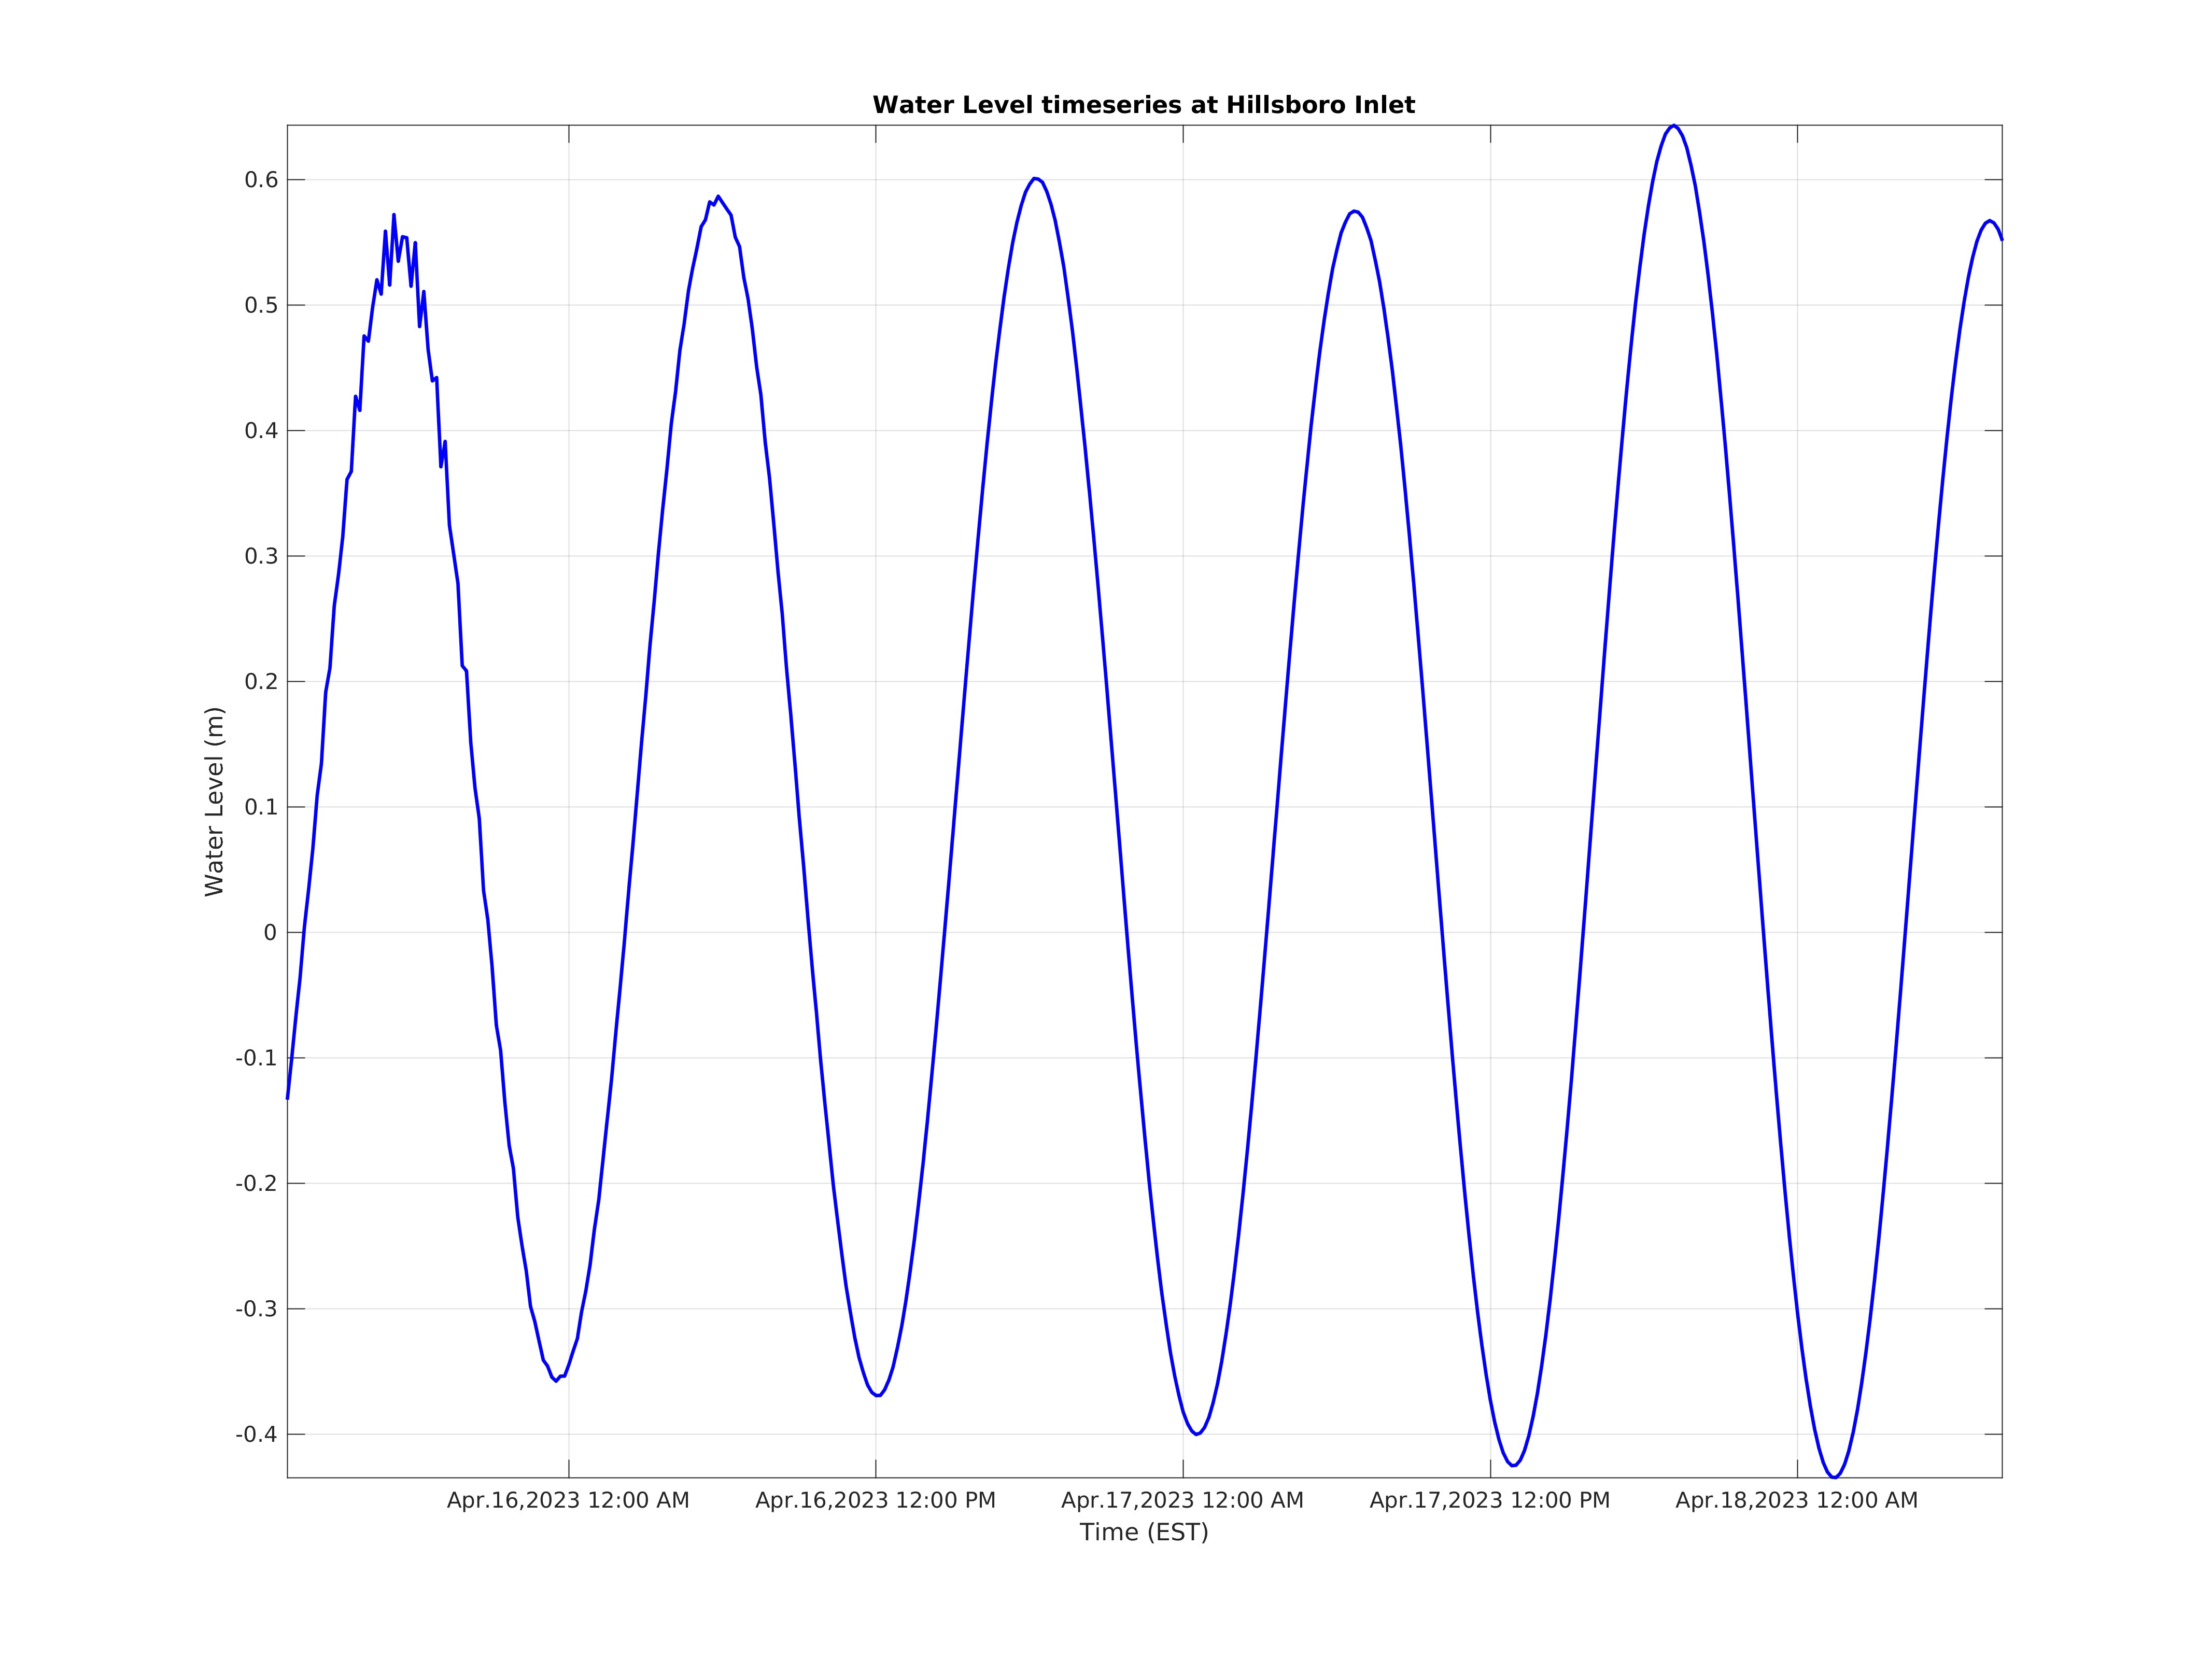 Water Level timeseries at Hillsboro Inlet
0.6
0.5
0.4
0.3
0.2
0.1
0
-0.1
-0.2
-0.3
-0.4
Water Level (m)
Apr.16,2023 12:00 AM
Apr.16,2023 12:00 PM
Apr.17,2023 12:00 AM
Apr.17,2023 12:00 PM
Apr.18,2023 12:00 AM
Time (EST)